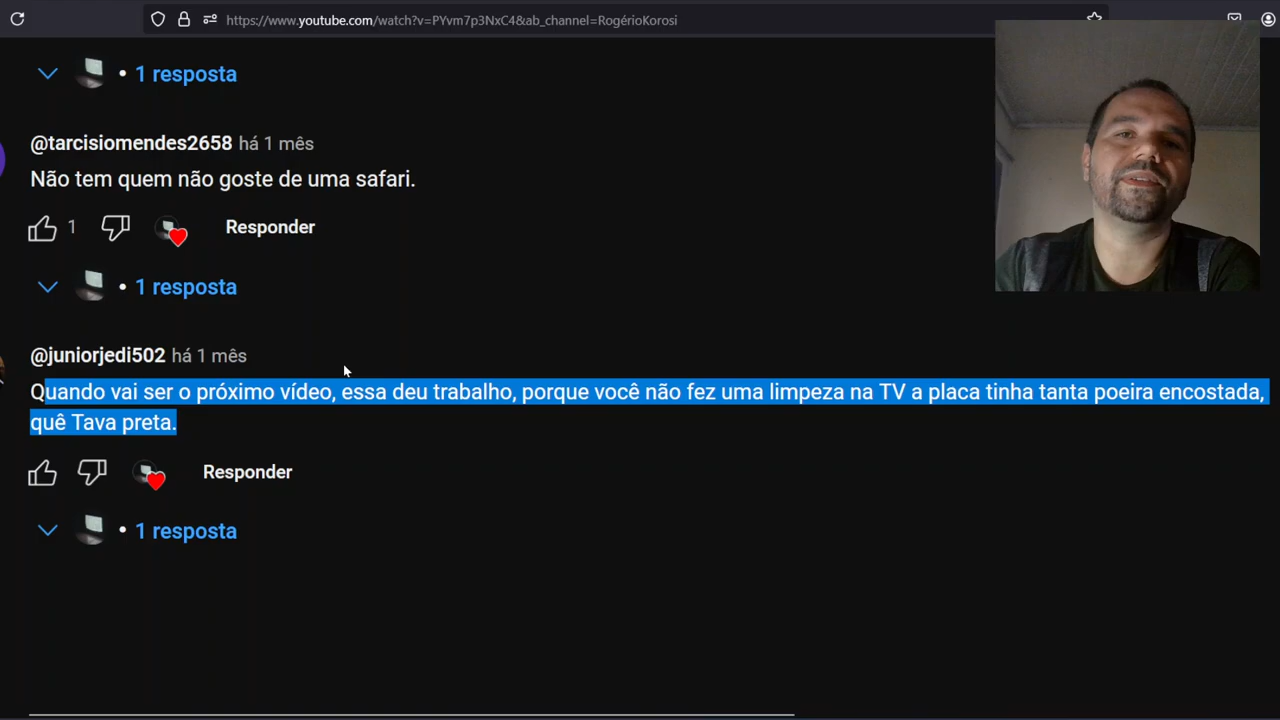 https://www.youtube.com/watch?v=PYvm7p3NxC4&ab_channel=RogérioKorosi
• 1 resposta
@tarcisiomendes2658 há 1 mês
Não tem quem não goste de uma safari.
1 Responder
• 1 resposta
@juniorjedi502 há 1 mês
Quando vai ser o próximo vídeo, essa deu trabalho, porque você não fez uma limpeza na TV a placa tinha tanta poeira encostada,
quê Tava preta.
Responder
• 1 resposta